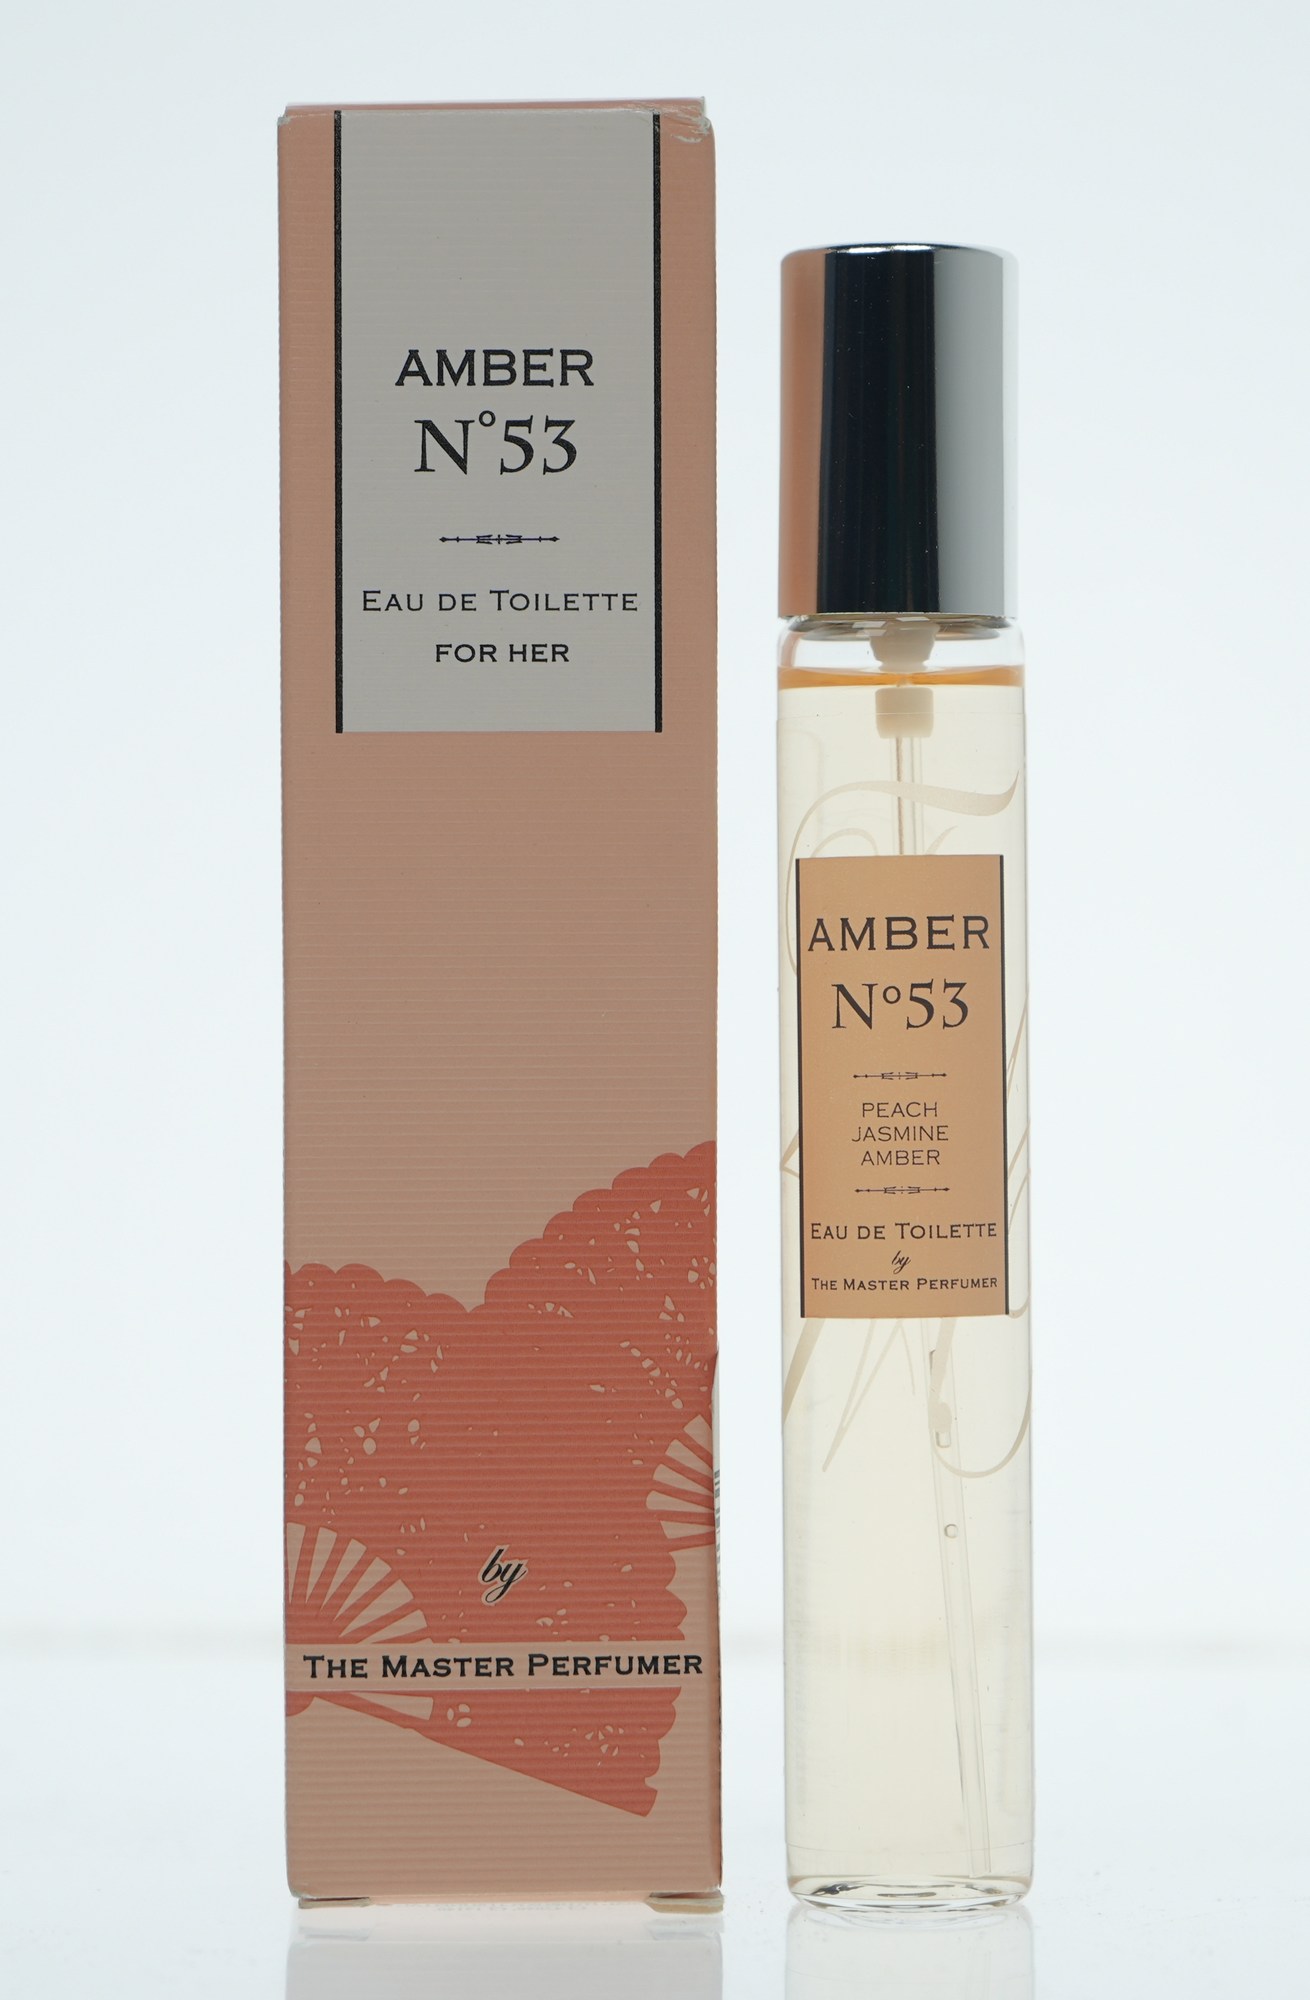 AMBER
N°53
EAU DE TOILETTE
FOR HER
by
THE MASTER PERFUMER
AMBER
N°53
PEACH
JASMINE
AMBER
EAU DE TOILETTE
by
THE MASTER PERFUMER